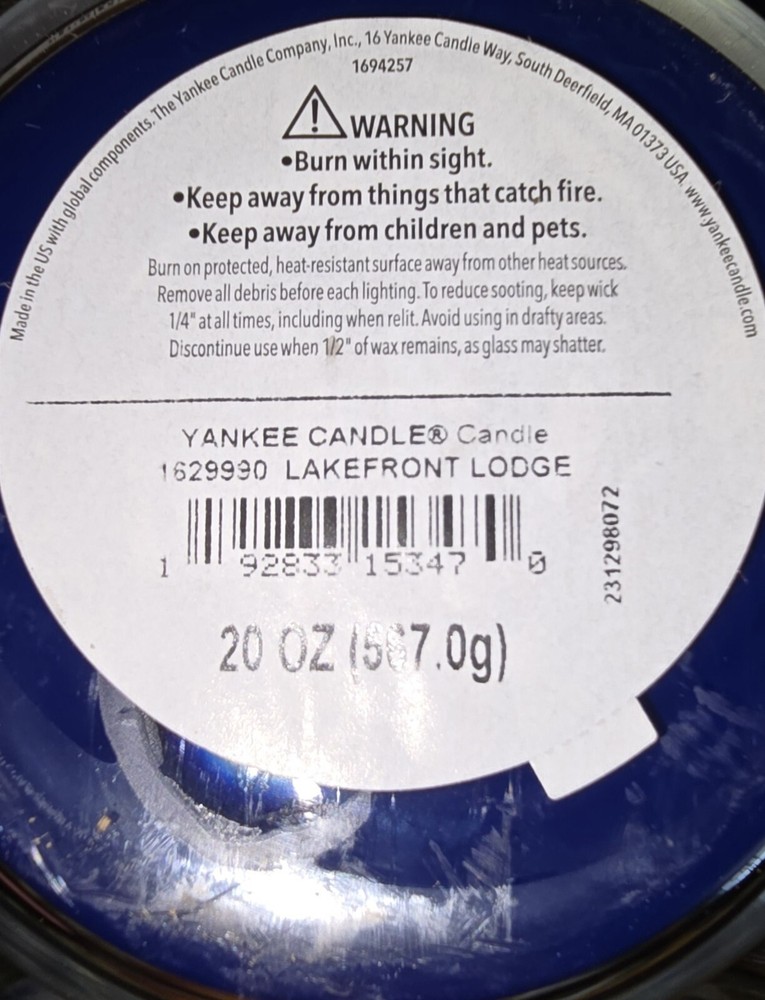 Made in the US with global components. The Yankee Candle Company, Inc., 16 Yankee Candle Way, South Deerfield, MA 01373 USA. www.yankeecandle.com
1694257
WARNING
•Burn within sight.
•Keep away from things that catch fire.
•Keep away from children and pets.
Burn on protected, heat-resistant surface away from other heat sources.
Remove all debris before each lighting. To reduce sooting, keep wick
1/4" at all times, including when relit. Avoid using in drafty areas.
Discontinue use when 1/2" of wax remains, as glass may shatter.
YANKEE CANDLE® Candle
1629990 LAKEFRONT LODGE
1 92833 15347 0
231298072
20 OZ (567.0g)